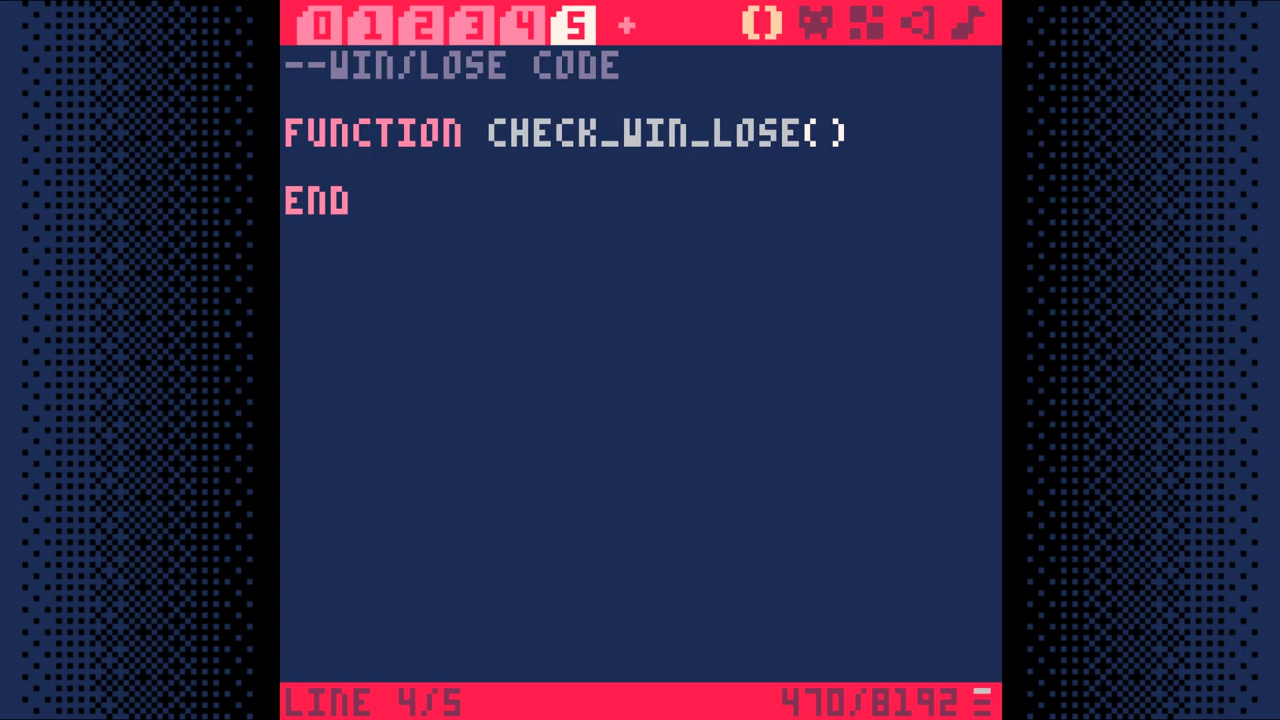 0 1 2 3 4 5 +
--WIN/LOSE CODE
FUNCTION CHECK_WIN_LOSE()
END
LINE 4/5 470/8192